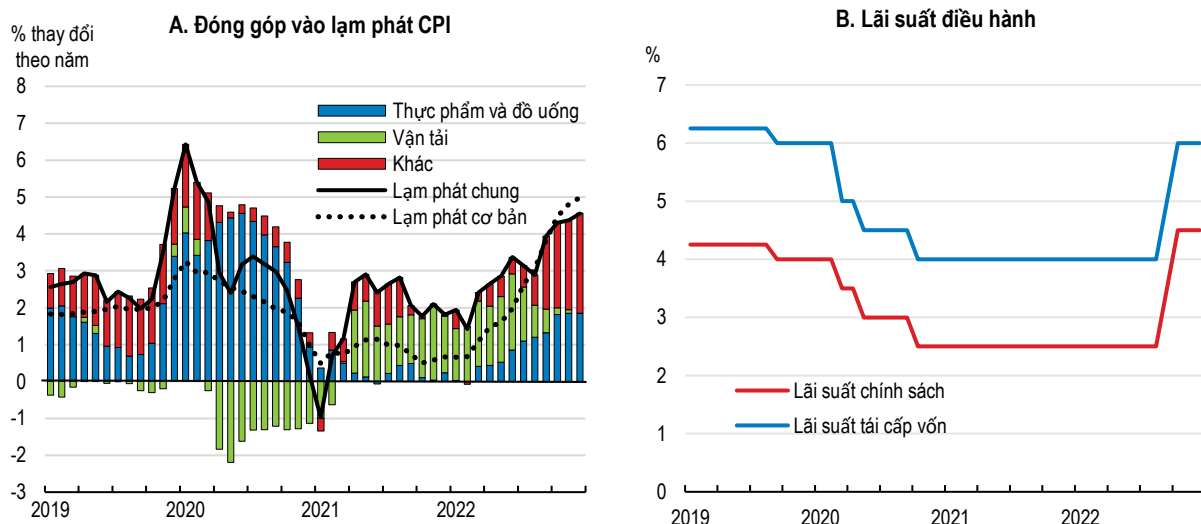 A. Đóng góp vào lạm phát CPI
% thay đổi
theo năm
8
7
6
5
4
3
2
1
0
-1
-2
-3
Thực phẩm và đồ uống
Vận tải
Khác
Lạm phát chung
Lạm phát cơ bản
2019 2020 2021 2022
B. Lãi suất điều hành
%
7
6
5
4
3
2
1
0
Lãi suất chính sách
Lãi suất tái cấp vốn
2019 2020 2021 2022